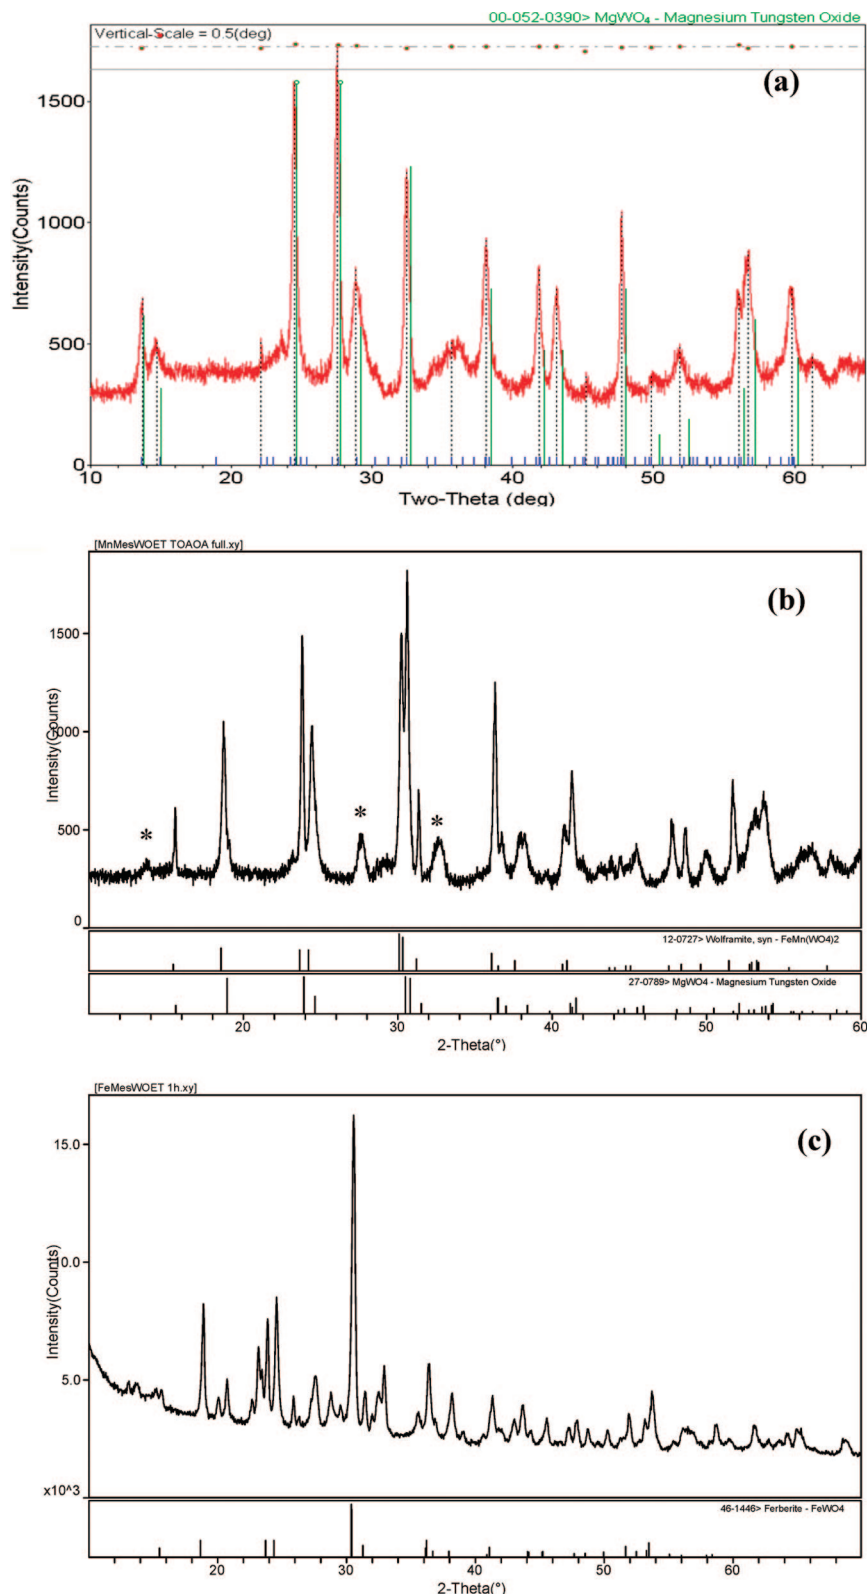 00-052-0390> MgWO₄ - Magnesium Tungsten Oxide
Vertical-Scale = 0.5(deg)
(a)
1500
1000
500
0
Intensity(Counts)
10 20 30 40 50 60
Two-Theta (deg)
[MnMesWOET TOAOA full.xy]
(b)
1500
1000
500
0
Intensity(Counts)
* * *
12-0727> Wolframite, syn - FeMn(WO4)2
27-0789> MgWO4 - Magnesium Tungsten Oxide
20 30 40 50 60
2-Theta(°)
[FeMesWOET 1h.xy]
(c)
15.0
10.0
5.0
x10^3
Intensity(Counts)
46-1446> Ferberite - FeWO4
20 30 40 50 60
2-Theta(°)